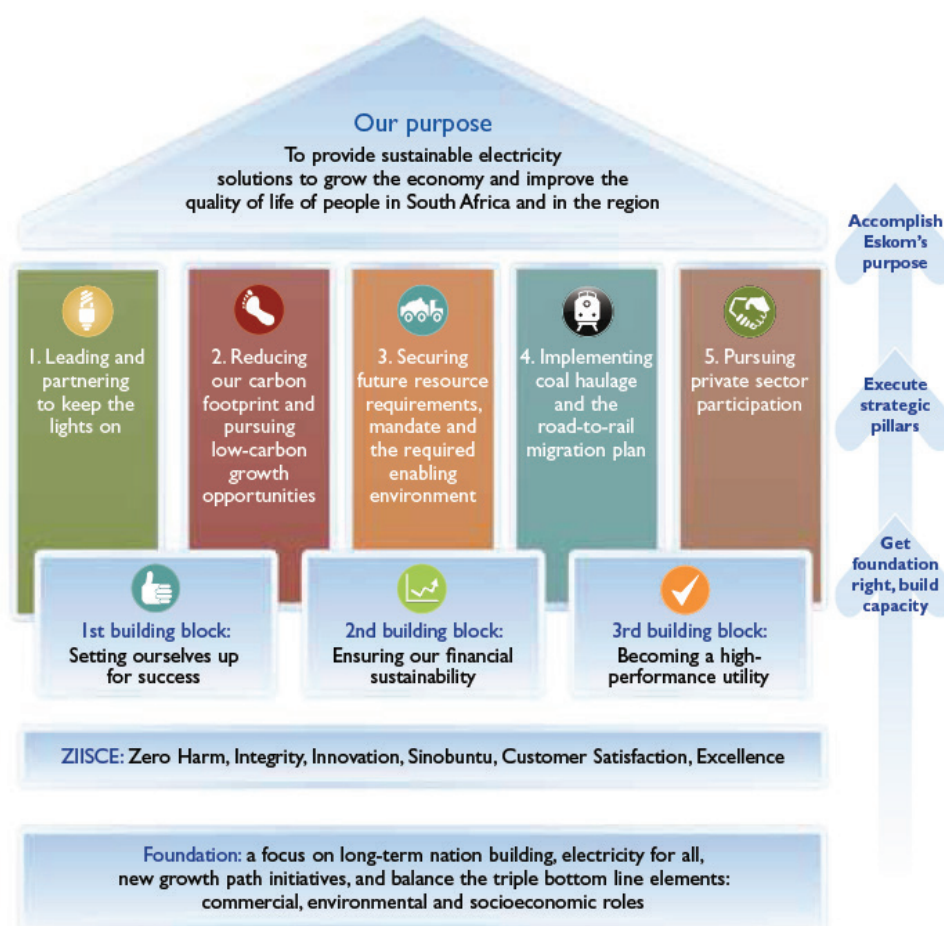 Our purpose
To provide sustainable electricity
solutions to grow the economy and improve the
quality of life of people in South Africa and in the region
1. Leading and
partnering
to keep the
lights on
2. Reducing
our carbon
footprint and
pursuing
low-carbon
growth
opportunities
3. Securing
future resource
requirements,
mandate and
the required
enabling
environment
4. Implementing
coal haulage
and the
road-to-rail
migration plan
5. Pursuing
private sector
participation
1st building block:
Setting ourselves up
for success
2nd building block:
Ensuring our financial
sustainability
3rd building block:
Becoming a high-
performance utility
ZIISCE: Zero Harm, Integrity, Innovation, Sinobuntu, Customer Satisfaction, Excellence
Foundation: a focus on long-term nation building, electricity for all,
new growth path initiatives, and balance the triple bottom line elements:
commercial, environmental and socioeconomic roles
Accomplish
Eskom's
purpose
Execute
strategic
pillars
Get
foundation
right, build
capacity